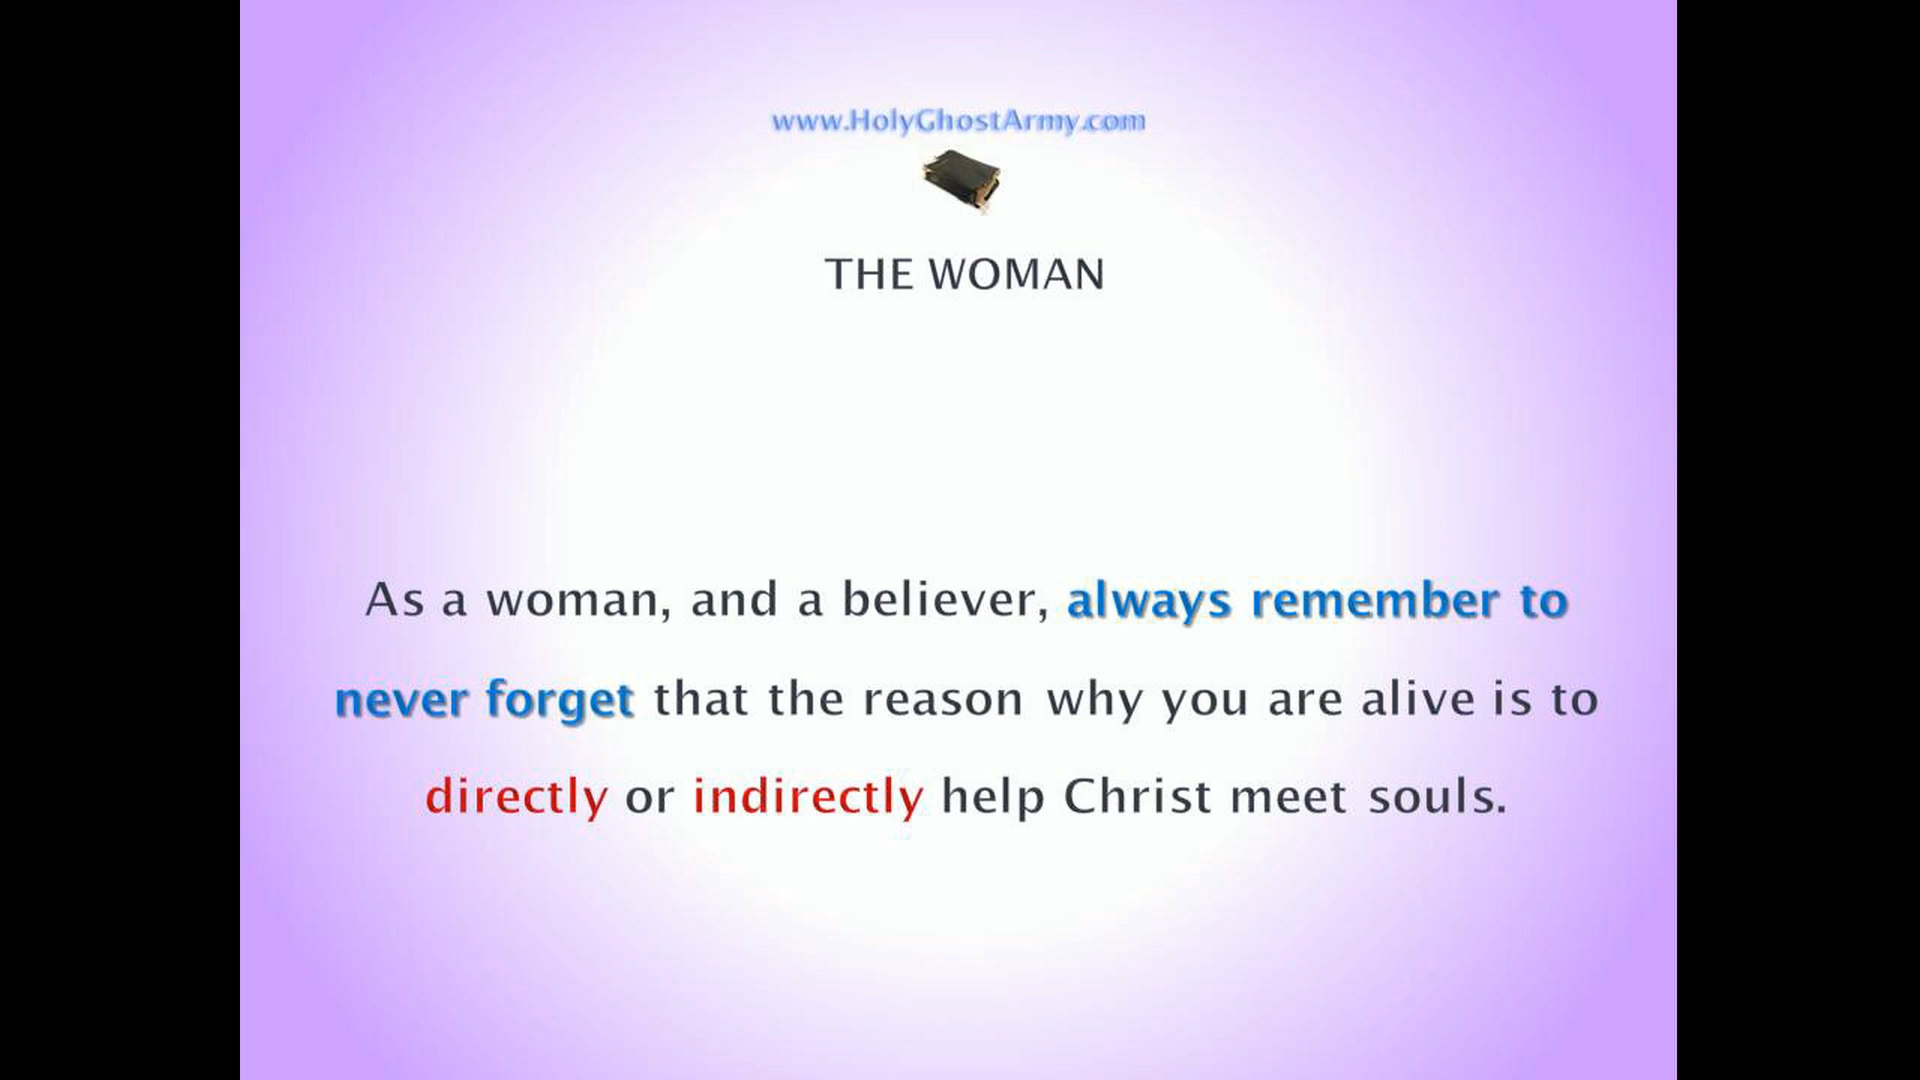 www.HolyGhostArmy.com
THE WOMAN
As a woman, and a believer, always remember to
never forget that the reason why you are alive is to
directly or indirectly help Christ meet souls.